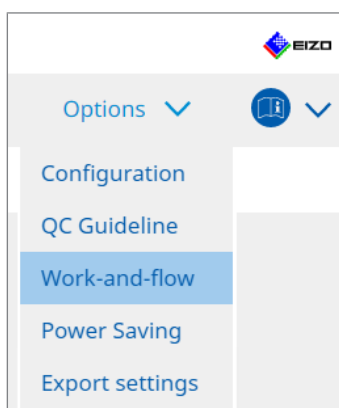 EIZO
Options
Configuration
QC Guideline
Work-and-flow
Power Saving
Export settings